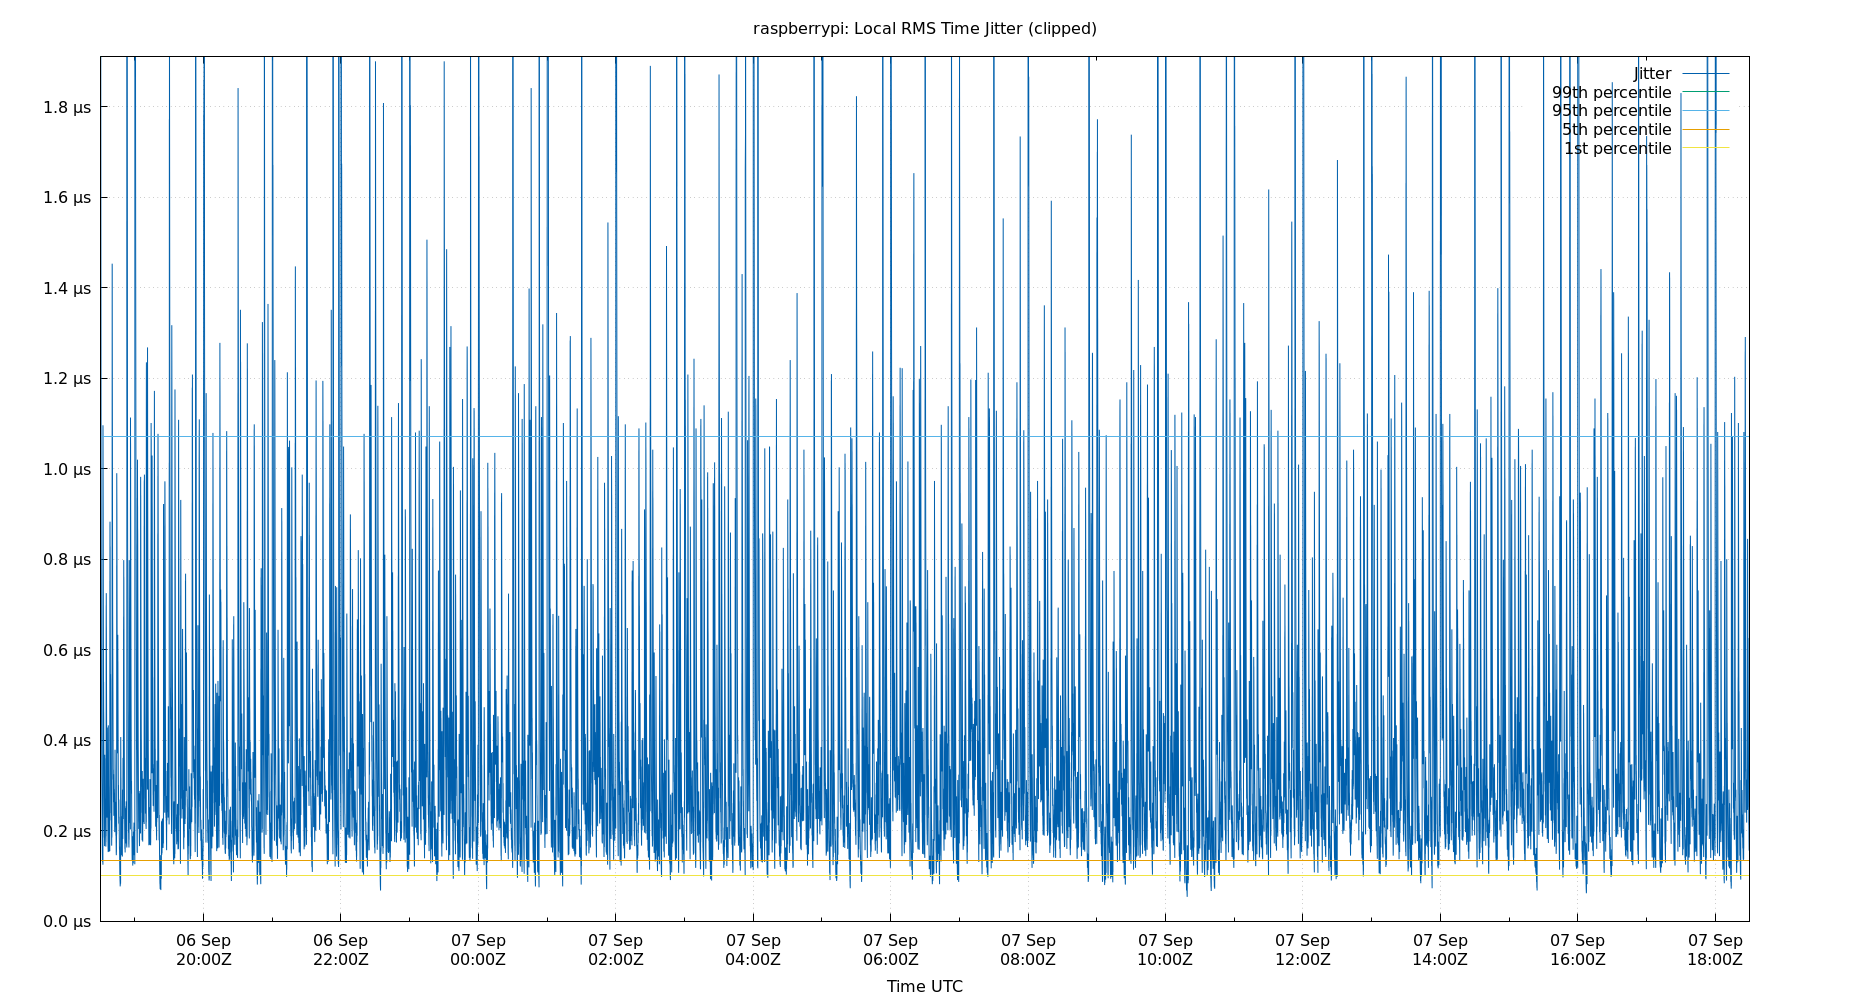 raspberrypi: Local RMS Time Jitter (clipped)
Jitter
99th percentile
95th percentile
5th percentile
1st percentile
1.8 µs
1.6 µs
1.4 µs
1.2 µs
1.0 µs
0.8 µs
0.6 µs
0.4 µs
0.2 µs
0.0 µs
06 Sep 06 Sep 07 Sep 07 Sep 07 Sep 07 Sep 07 Sep 07 Sep 07 Sep 07 Sep 07 Sep 07 Sep
20:00Z 22:00Z 00:00Z 02:00Z 04:00Z 06:00Z 08:00Z 10:00Z 12:00Z 14:00Z 16:00Z 18:00Z
Time UTC